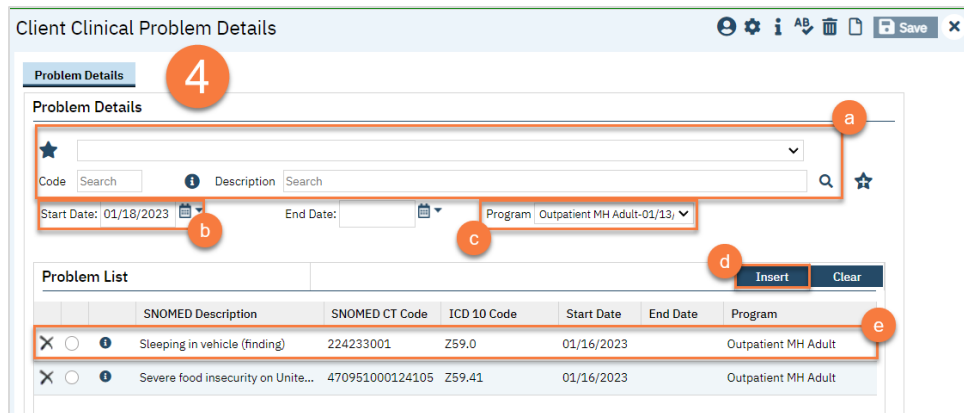 Client Clinical Problem Details
i AB Save X
Problem Details
4
Problem Details
a
Code Search i Description Search
Start Date: 01/18/2023 End Date: Program Outpatient MH Adult-01/13/
b
c
d
Problem List Insert Clear
SNOMED Description SNOMED CT Code ICD 10 Code Start Date End Date Program
e
X i Sleeping in vehicle (finding) 224233001 Z59.0 01/16/2023 Outpatient MH Adult
X i Severe food insecurity on Unite... 470951000124105 Z59.41 01/16/2023 Outpatient MH Adult